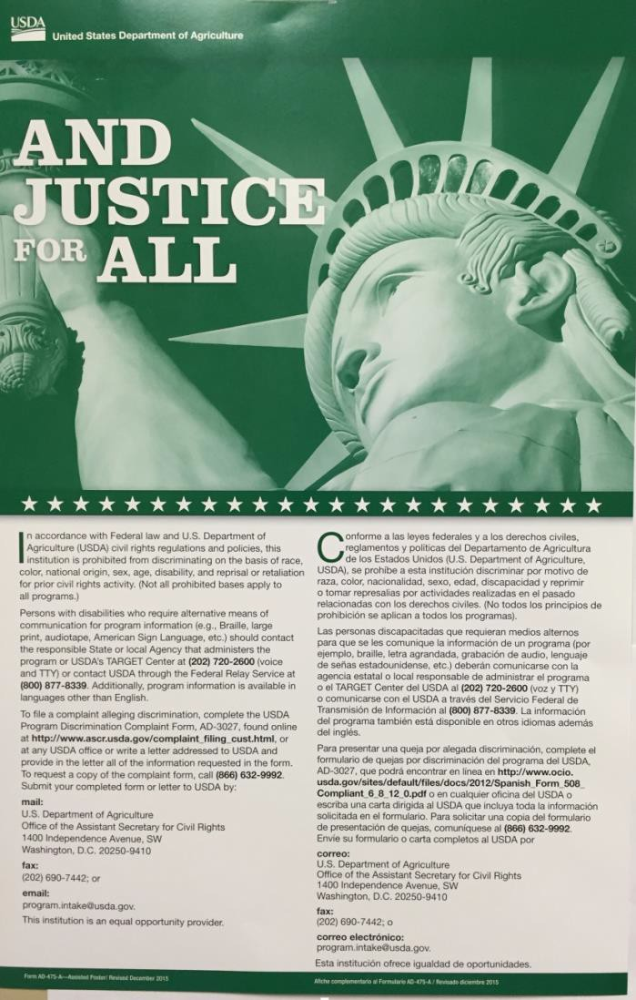 USDA
United States Department of Agriculture
AND
JUSTICE
FOR ALL
In accordance with Federal law and U.S. Department of
Agriculture (USDA) civil rights regulations and policies, this
institution is prohibited from discriminating on the basis of race,
color, national origin, sex, age, disability, and reprisal or retaliation
for prior civil rights activity. (Not all prohibited bases apply to
all programs.)
Persons with disabilities who require alternative means of
communication for program information (e.g., Braille, large
print, audiotape, American Sign Language, etc.) should contact
the responsible State or local Agency that administers the
program or USDA's TARGET Center at (202) 720-2600 (voice
and TTY) or contact USDA through the Federal Relay Service at
(800) 877-8339. Additionally, program information is available in
languages other than English.
To file a complaint alleging discrimination, complete the USDA
Program Discrimination Complaint Form, AD-3027, found online
at http://www.ascr.usda.gov/complaint_filing_cust.html, or
at any USDA office or write a letter addressed to USDA and
provide in the letter all of the information requested in the form.
To request a copy of the complaint form, call (866) 632-9992.
Submit your completed form or letter to USDA by:
mail:
U.S. Department of Agriculture
Office of the Assistant Secretary for Civil Rights
1400 Independence Avenue, SW
Washington, D.C. 20250-9410
fax:
(202) 690-7442; or
email:
program.intake@usda.gov.
This institution is an equal opportunity provider.
Conforme a las leyes federales y a los derechos civiles,
reglamentos y políticas del Departamento de Agricultura
de los Estados Unidos (U.S. Department of Agriculture,
USDA), se prohíbe a esta institución discriminar por motivo de
raza, color, nacionalidad, sexo, edad, discapacidad y reprimir
o tomar represalias por actividades realizadas en el pasado
relacionadas con los derechos civiles. (No todos los principios de
prohibición se aplican a todos los programas).
Las personas discapacitadas que requieran medios alternos
para que se les comunique la información de un programa (por
ejemplo, braille, letra agrandada, grabación de audio, lenguaje
de señas estadounidense, etc.) deberán comunicarse con la
agencia estatal o local responsable de administrar el programa
o el TARGET Center del USDA al (202) 720-2600 (voz y TTY)
o comunicarse con el USDA a través del Servicio Federal de
Transmisión de Información al (800) 877-8339. La información
del programa también está disponible en otros idiomas además
del inglés.
Para presentar una queja por alegada discriminación, complete el
formulario de quejas por discriminación del programa del USDA,
AD-3027, que podrá encontrar en línea en http://www.ocio.
usda.gov/sites/default/files/docs/2012/Spanish_Form_508_
Compliant_6_8_12_0.pdf o en cualquier oficina del USDA o
escriba una carta dirigida al USDA que incluya toda la información
solicitada en el formulario. Para solicitar una copia del formulario
de presentación de quejas, comuníquese al (866) 632-9992.
Envíe su formulario o carta completos al USDA por
correo:
U.S. Department of Agriculture
Office of the Assistant Secretary for Civil Rights
1400 Independence Avenue, SW
Washington, D.C. 20250-9410
fax:
(202) 690-7442; o
correo electrónico:
program.intake@usda.gov.
Esta institución ofrece igualdad de oportunidades.
Form AD-475-A—Assisted Poster/ Revised December 2015
Afiche complementario al Formulario AD-475-A / Revisado diciembre 2015